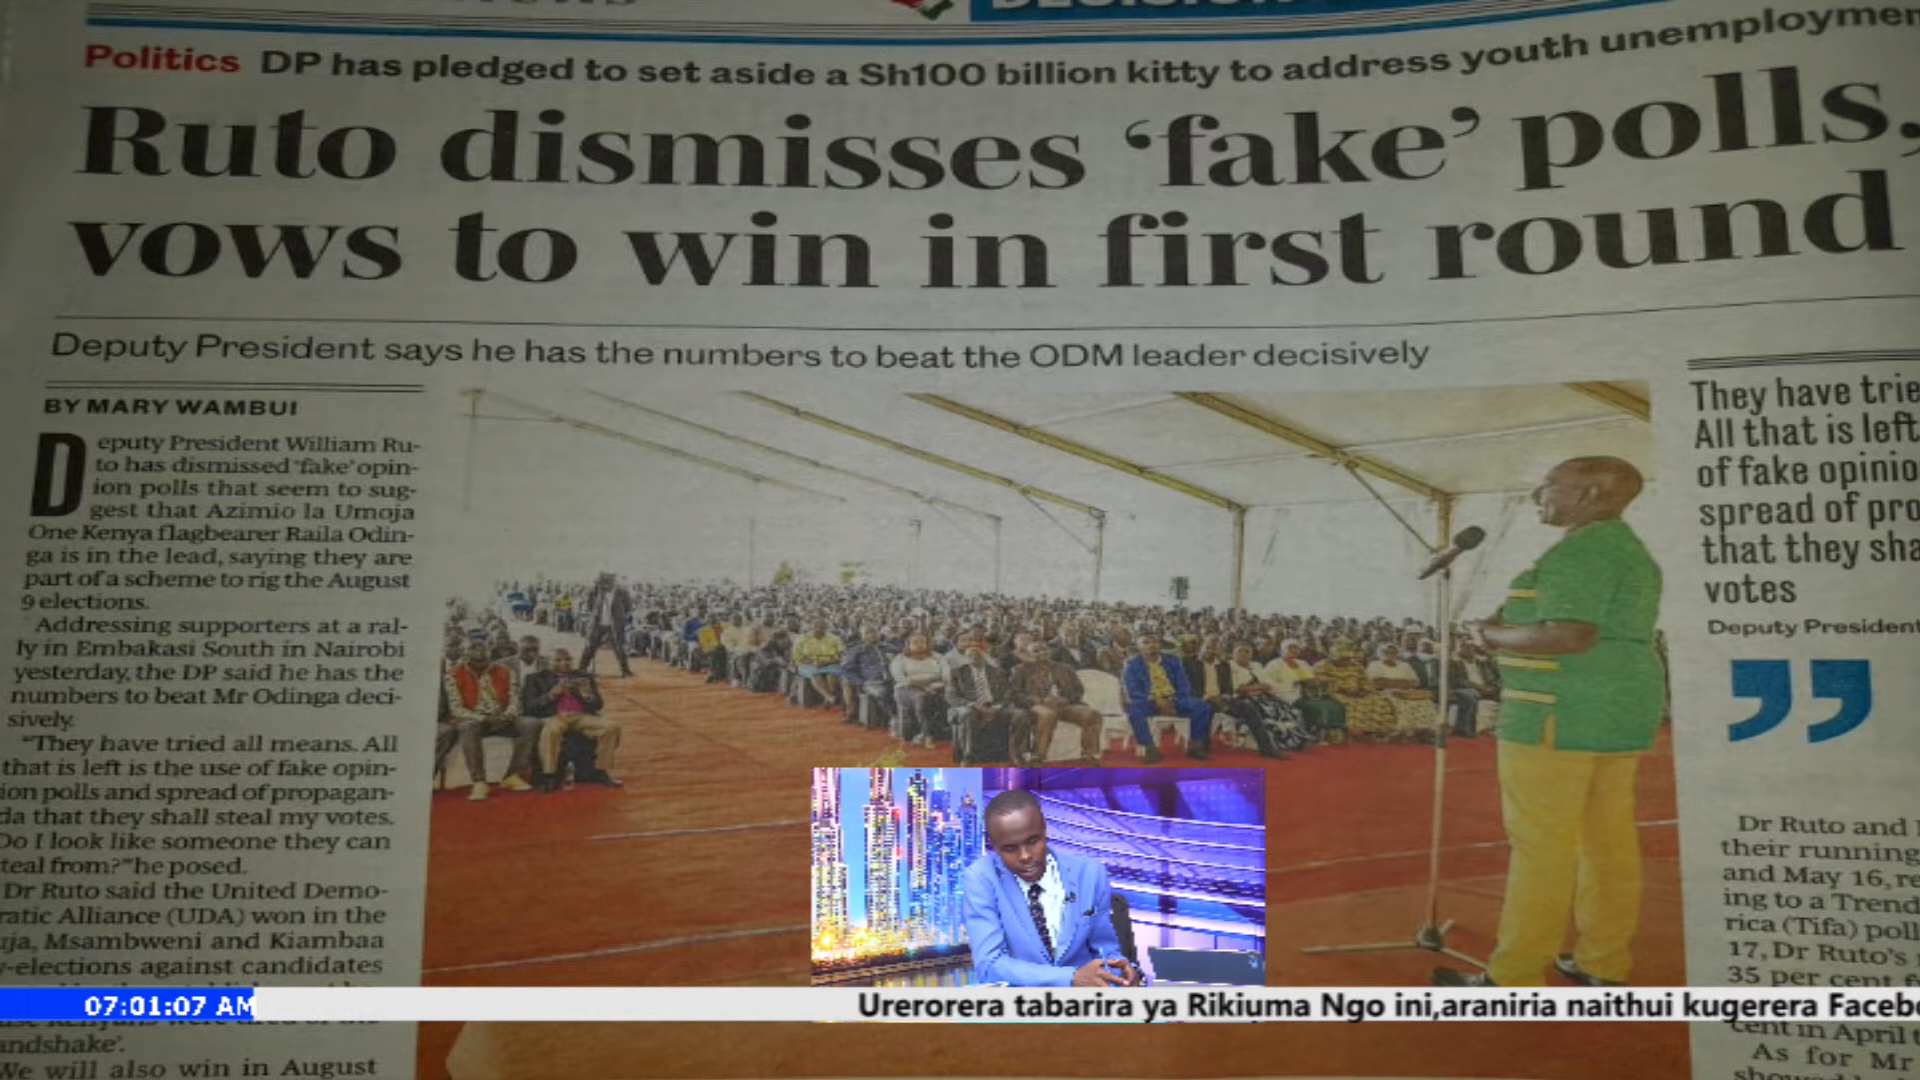 Politics DP has pledged to set aside a Sh100 billion kitty to address youth
Ruto dismisses ‘fake’ polls,
vows to win in first round
Deputy President says he has the numbers to beat the ODM leader decisively
BY MARY WAMBUI
Deputy President William Ru-
to has dismissed ‘fake’ opin-
ion polls that seem to sug-
gest that Azimio la Umoja
One Kenya flagbearer Raila Odin-
ga is in the lead, saying they are
part of a scheme to rig the August
9 elections.
Addressing supporters at a ral-
ly in Embakasi South in Nairobi
yesterday, the DP said he has the
numbers to beat Mr Odinga deci-
sively.
“They have tried all means. All
that is left is the use of fake opin-
ion polls and spread of propagan-
da that they shall steal my votes.
Do I look like someone they can
steal from?” he posed.
Dr Ruto said the United Demo-
Alliance (UDA) won in the
Msambweni and Kiambaa
-elections against candidates
We will also win in August
They have
All that is left
of fake
spread of
that they
votes
Deputy President
”
Dr Ruto and
their running
and May 16,
ing to a
rica (Tifa) poll
17, Dr Ruto's
35 per cent
cent in April
As for Mr
07:01:07 AM
Urerorera tabarira ya Rikiuma Ngo ini,araniria naithui kugerera